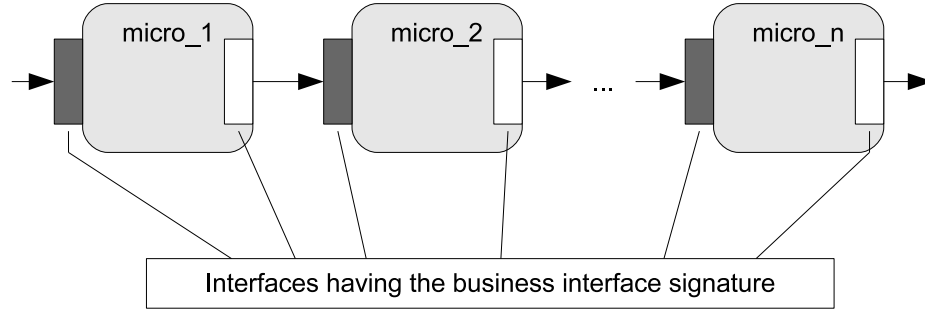 micro_1
micro_2
micro_n
...
Interfaces having the business interface signature